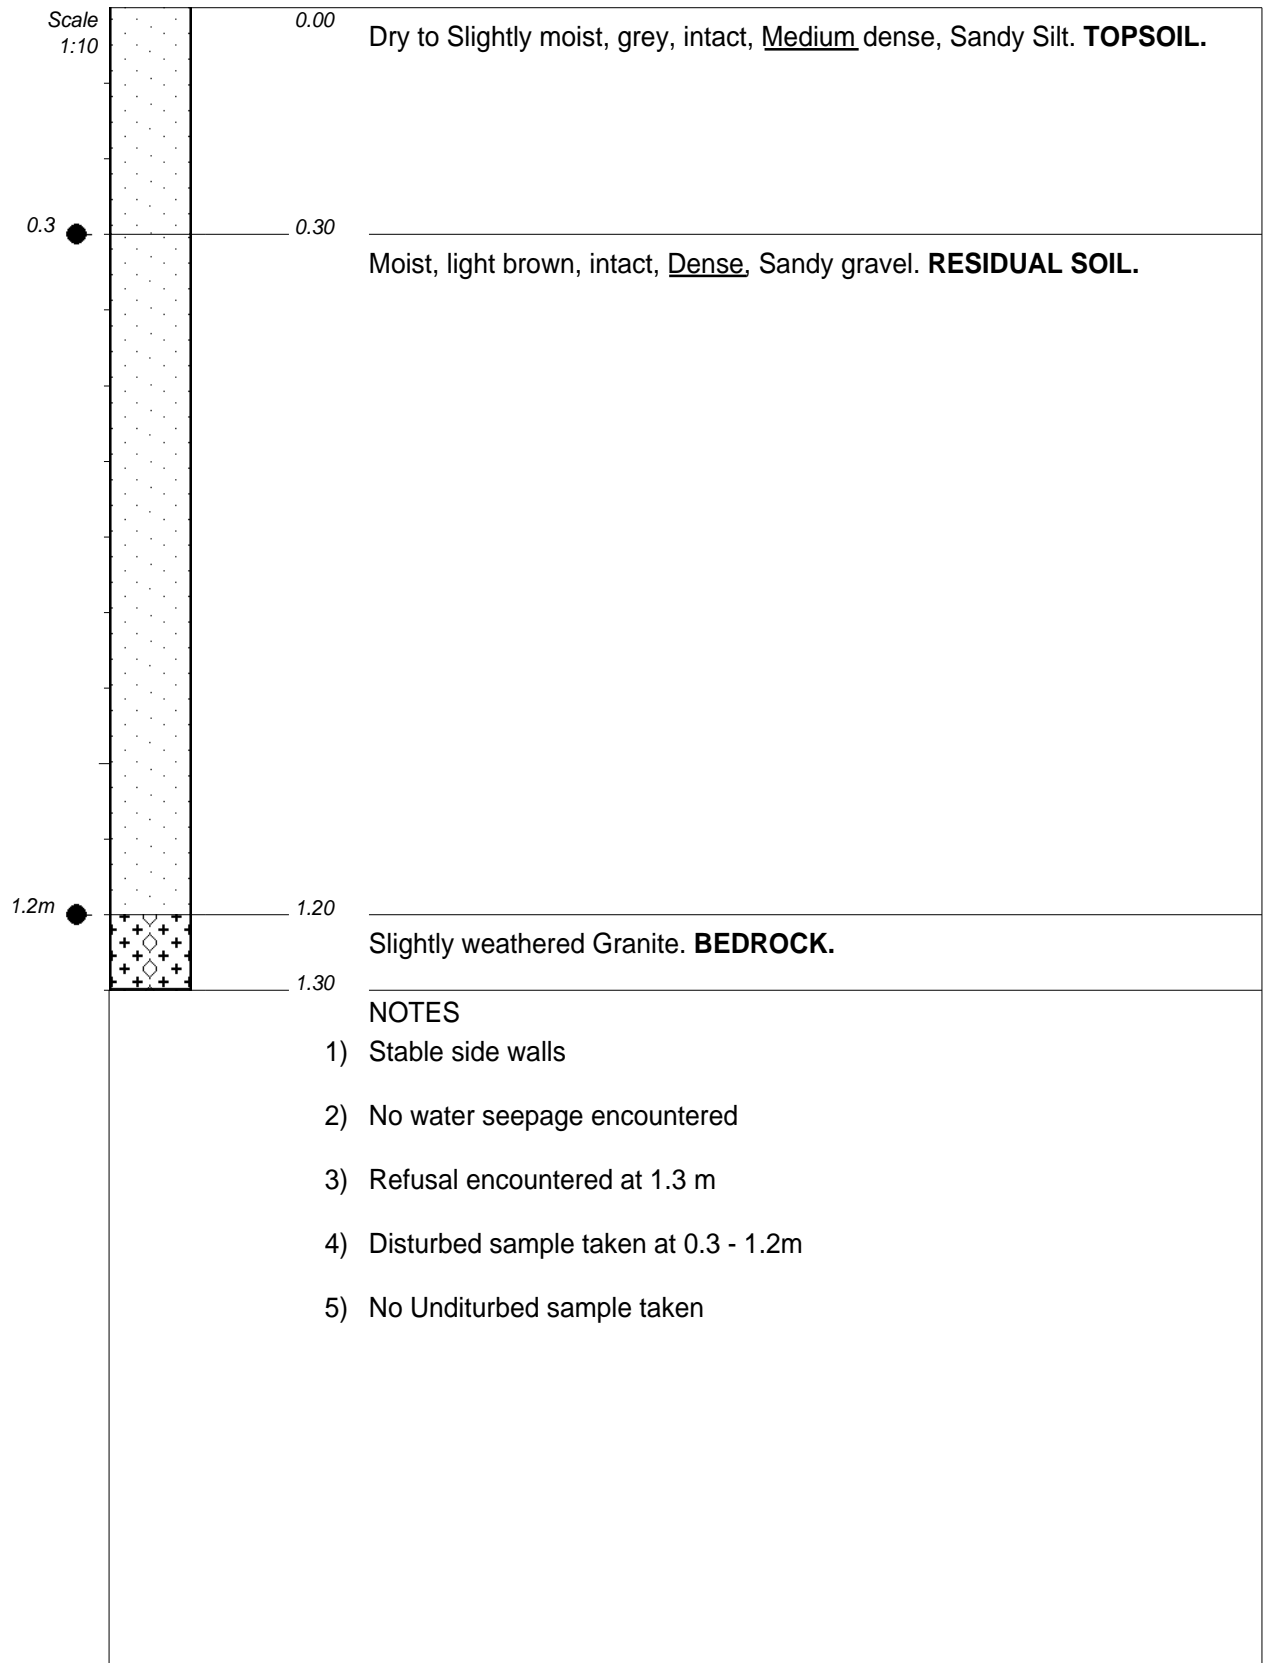 Scale
1:10
0.00
Dry to Slightly moist, grey, intact, Medium dense, Sandy Silt. TOPSOIL.
0.3
0.30
Moist, light brown, intact, Dense, Sandy gravel. RESIDUAL SOIL.
1.2m
1.20
Slightly weathered Granite. BEDROCK.
1.30
NOTES
1) Stable side walls
2) No water seepage encountered
3) Refusal encountered at 1.3 m
4) Disturbed sample taken at 0.3 - 1.2m
5) No Unditurbed sample taken